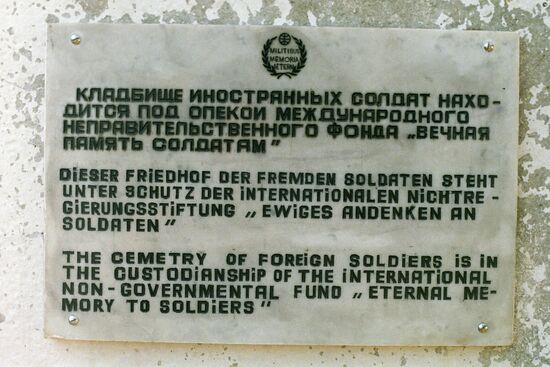 MILITIBUS
MEMORIA
AETERNA
КЛАДБИЩЕ ИНОСТРАННЫХ СОЛДАТ НАХО-
ДИТСЯ ПОД ОПЕКОЙ МЕЖДУНАРОДНОГО
НЕПРАВИТЕЛЬСТВЕННОГО ФОНДА „ВЕЧНАЯ
ПАМЯТЬ СОЛДАТАМ"
DIESER FRIEDHOF DER FREMDEN SOLDATEN STEHT
UNTER SCHUTZ DER INTERNATIONALEN NICHTRE-
GIERUNGSSTIFTUNG „EWIGES ANDENKEN AN
SOLDATEN"
THE CEMETRY OF FOREIGN SOLDIERS IS IN
THE CUSTODIANSHIP OF THE INTERNATIONAL
NON-GOVERNMENTAL FUND „ETERNAL ME-
MORY TO SOLDIERS"